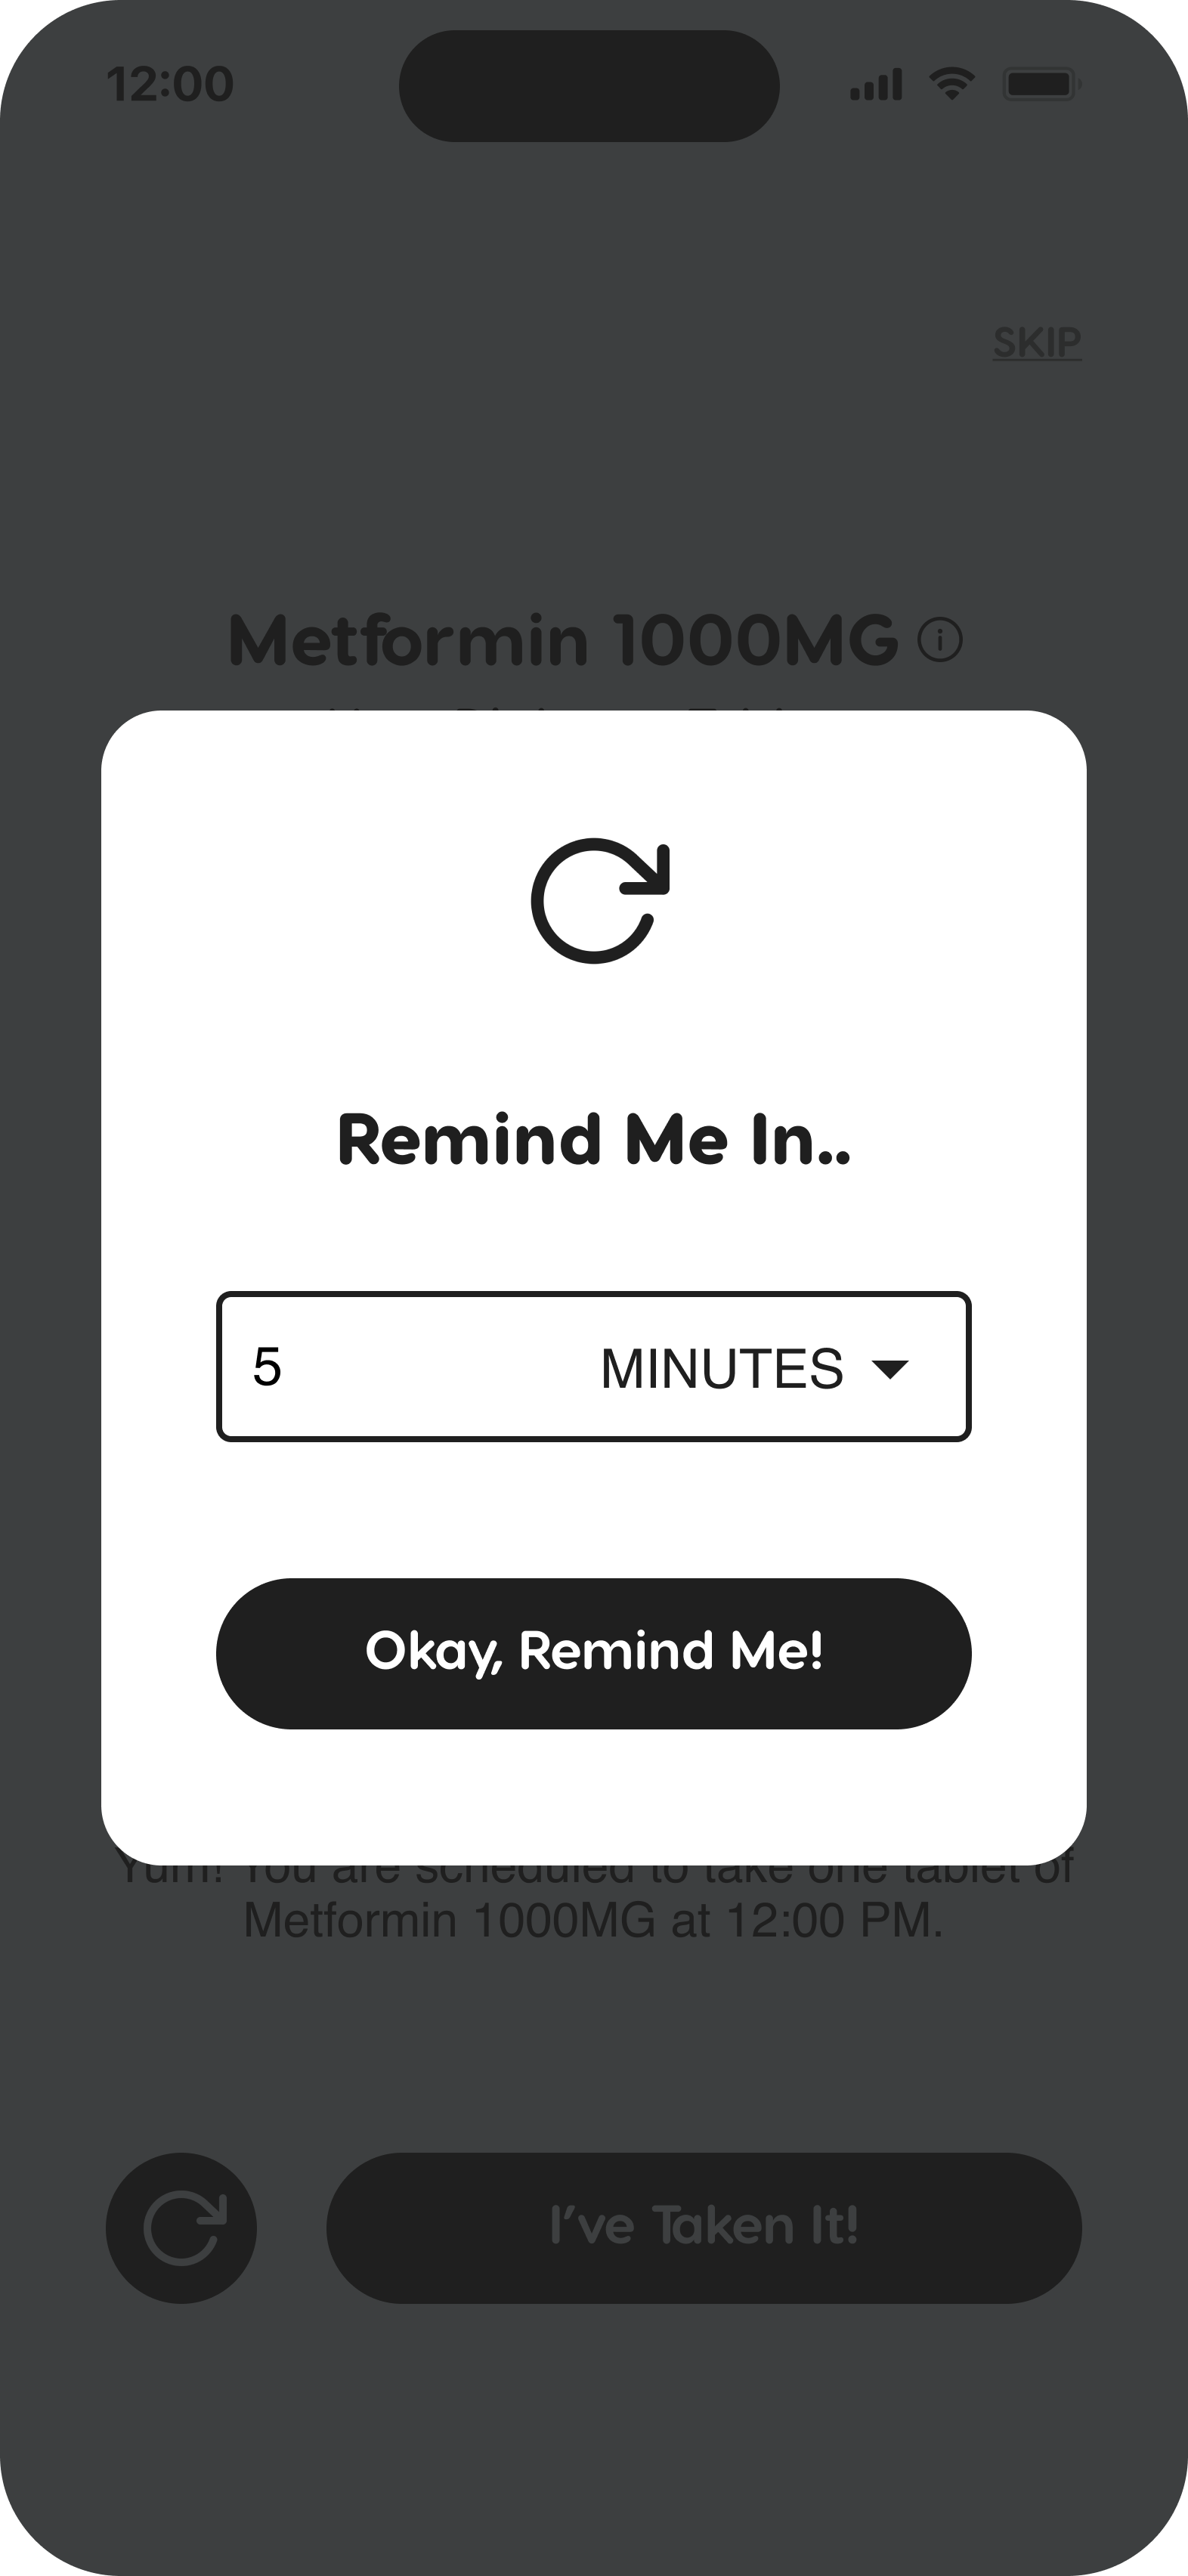 12:00
SKIP
Metformin 1000MG
Remind Me In..
5 MINUTES
Okay, Remind Me!
Yum! You are scheduled to take one tablet of
Metformin 1000MG at 12:00 PM.
I've Taken It!